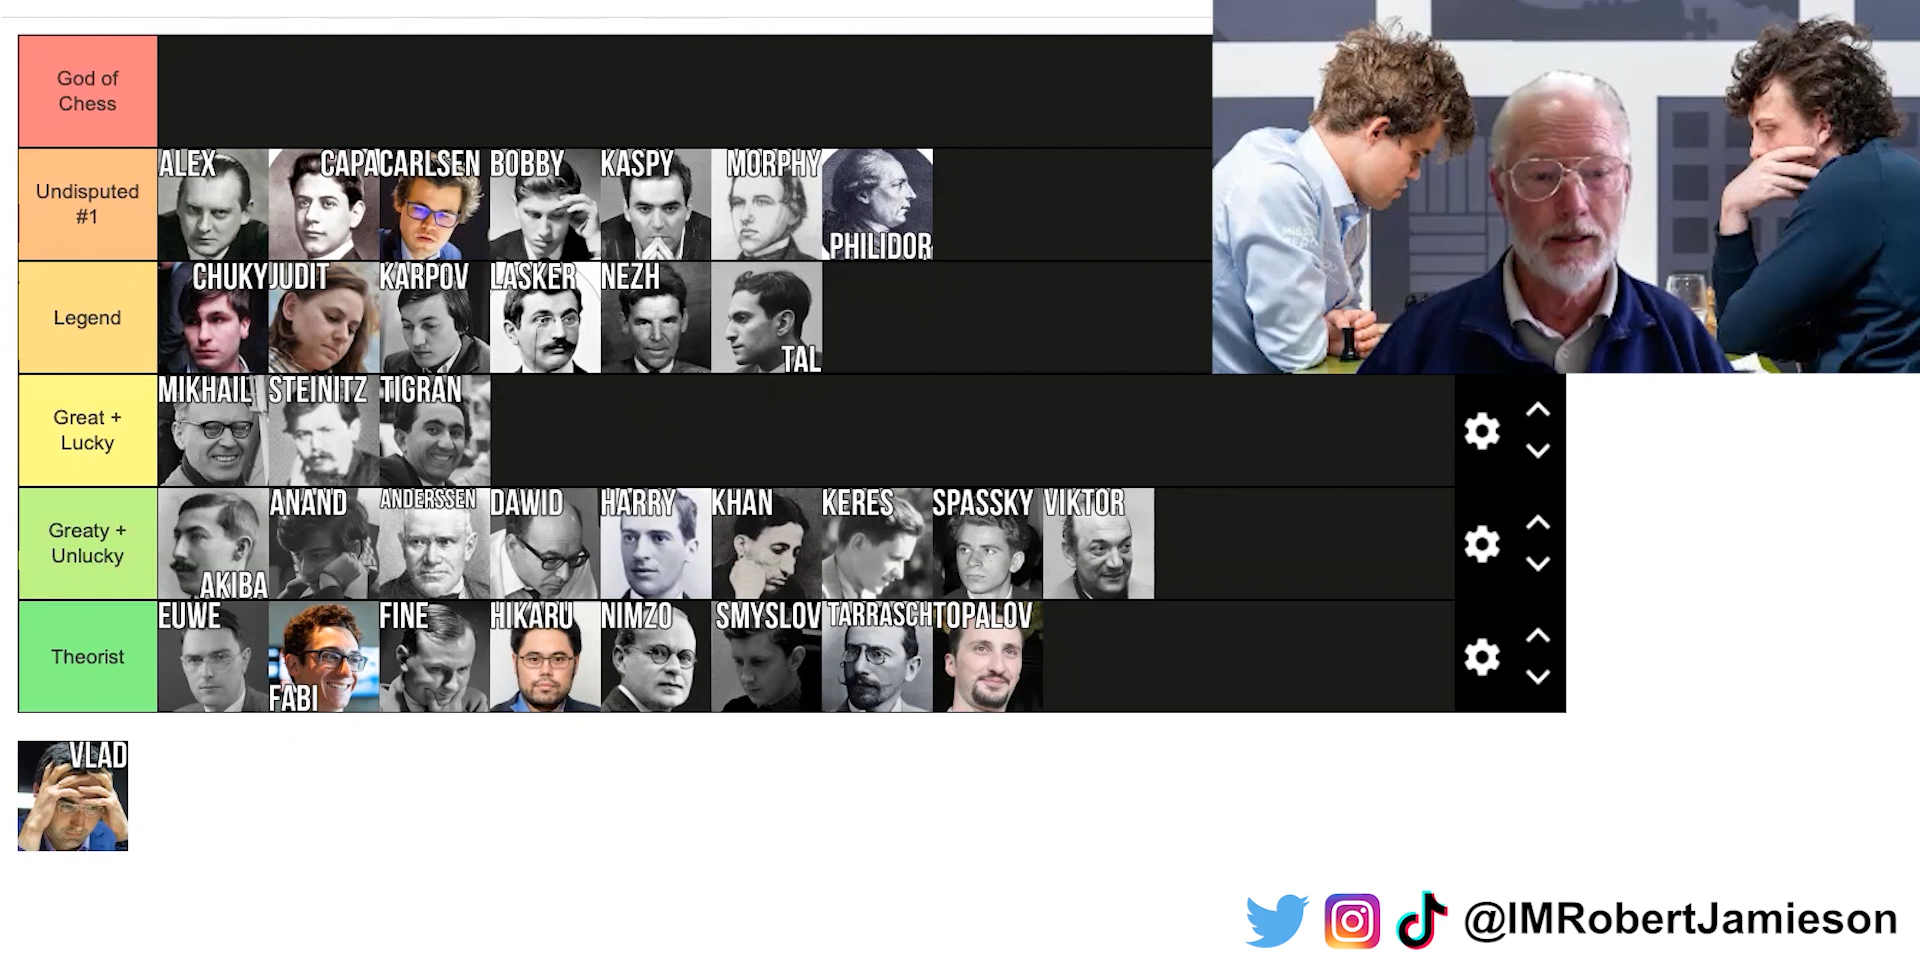 God of
Chess
Undisputed
#1
ALEX
CAPA
CARLSEN
BOBBY
KASPY
MORPHY
PHILIDOR
Legend
CHUKY
JUDIT
KARPOV
LASKER
NEZH
TAL
Great +
Lucky
MIKHAIL
STEINITZ
TIGRAN
Greaty +
Unlucky
AKIBA
ANAND
ANDERSSEN
DAWID
HARRY
KHAN
KERES
SPASSKY
VIKTOR
Theorist
EUWE
FABI
FINE
HIKARU
NIMZO
SMYSLOV
TARRASCH
TOPALOV
VLAD
@IMRobertJamieson